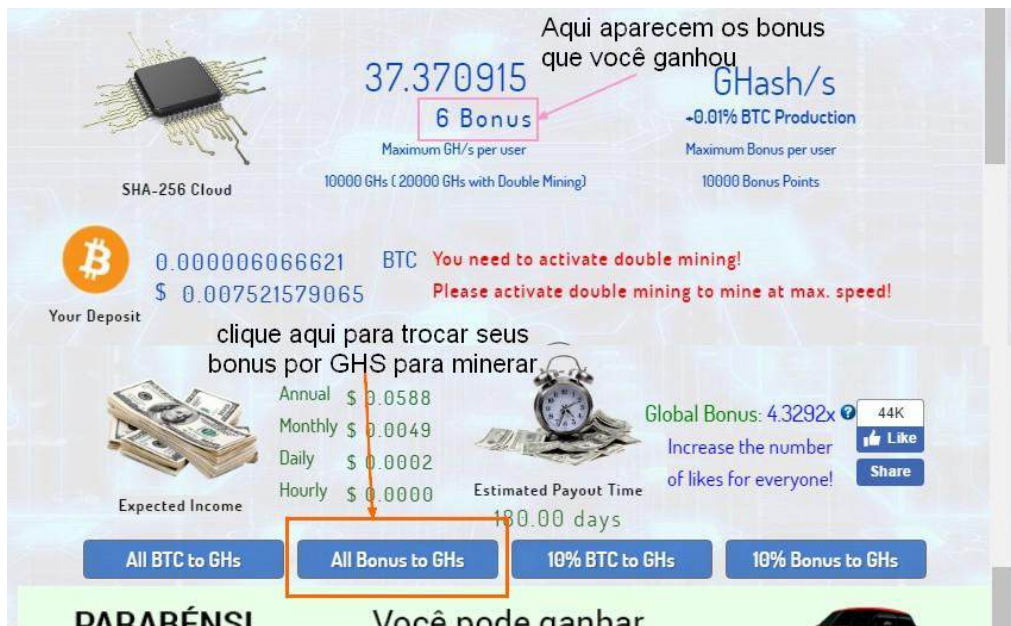 Aqui aparecem os bonus
que você ganhou
37.370915
GHash/s
6 Bonus
+0.01% BTC Production
Maximum GH/s per user
Maximum Bonus per user
SHA-256 Cloud
10000 GHs ( 20000 GHs with Double Mining)
10000 Bonus Points
0.000006066621 BTC
You need to activate double mining!
$ 0.007521579065
Please activate double mining to mine at max. speed!
Your Deposit
clique aqui para trocar seus
bonus por GHS para minerar
Annual $ 0.0588
Monthly $ 0.0049
Daily $ 0.0002
Hourly $ 0.0000
Expected Income
Estimated Payout Time
180.00 days
Global Bonus: 4.3292x ?
Increase the number
of likes for everyone!
44K
Like
Share
All BTC to GHs
All Bonus to GHs
10% BTC to GHs
10% Bonus to GHs
PARABÉNS!
Você pode ganhar